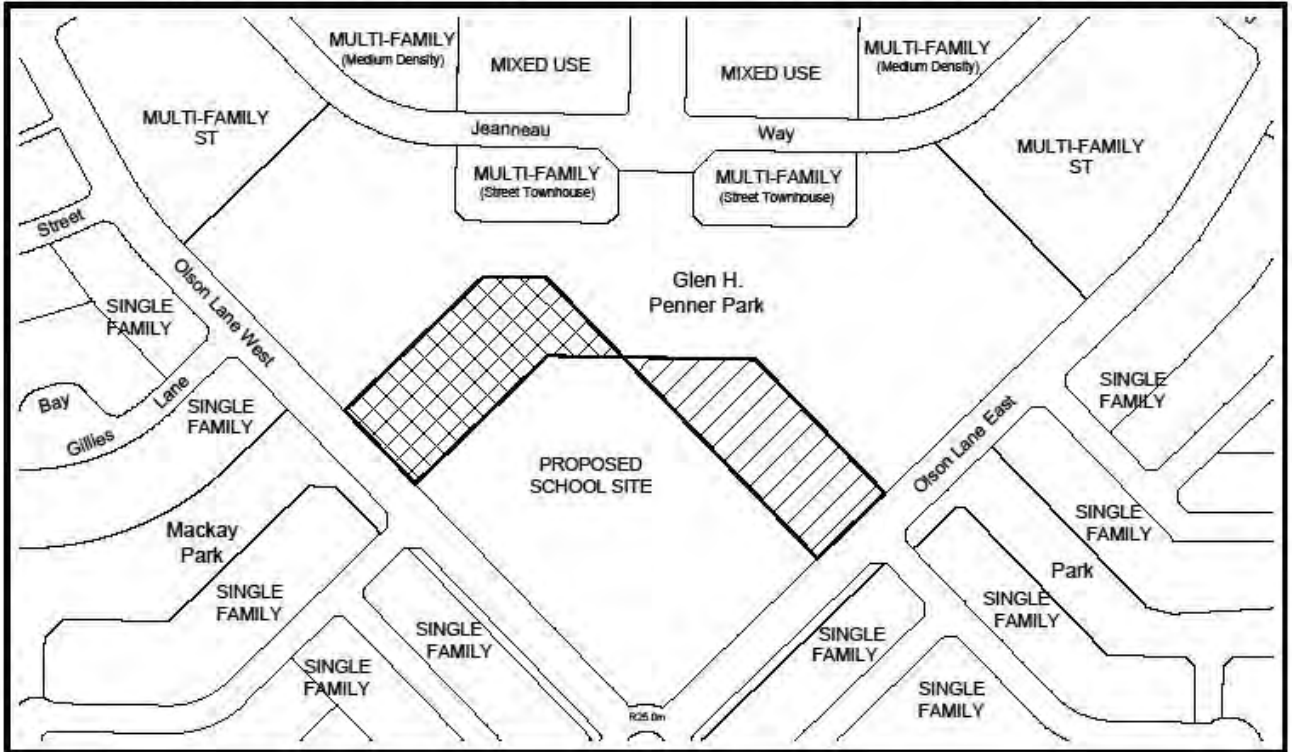 MULTI-FAMILY
(Medium Density)
MIXED USE
MIXED USE
MULTI-FAMILY
(Medium Density)
MULTI-FAMILY
ST
Jeanneau
Way
MULTI-FAMILY
ST
MULTI-FAMILY
(Street Townhouse)
MULTI-FAMILY
(Street Townhouse)
Street
Olson Lane West
Glen H.
Penner Park
SINGLE
FAMILY
Bay
Lane
Gillies
SINGLE
FAMILY
SINGLE
FAMILY
Olson Lane East
PROPOSED
SCHOOL SITE
Mackay
Park
SINGLE
FAMILY
SINGLE
FAMILY
Park
SINGLE
FAMILY
SINGLE
FAMILY
SINGLE
FAMILY
SINGLE
FAMILY
SINGLE
FAMILY
R25.0m